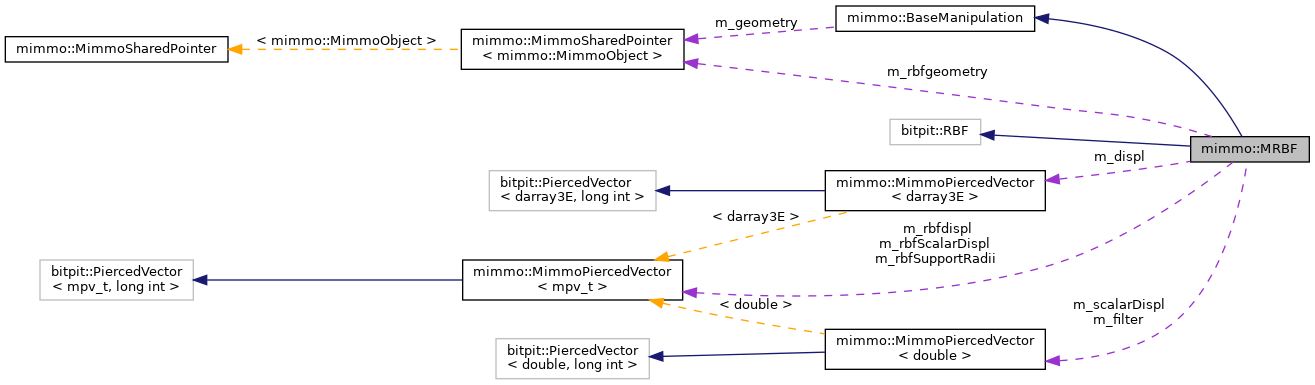 mimmo::MimmoSharedPointer
< mimmo::MimmoObject >
mimmo::MimmoSharedPointer
< mimmo::MimmoObject >
m_geometry
mimmo::BaseManipulation
m_rbfgeometry
bitpit::RBF
mimmo::MRBF
m_displ
bitpit::PiercedVector
< darray3E, long int >
mimmo::MimmoPiercedVector
< darray3E >
< darray3E >
m_rbfdispl
m_rbfScalarDispl
m_rbfSupportRadii
bitpit::PiercedVector
< mpv_t, long int >
mimmo::MimmoPiercedVector
< mpv_t >
< double >
m_scalarDispl
m_filter
bitpit::PiercedVector
< double, long int >
mimmo::MimmoPiercedVector
< double >